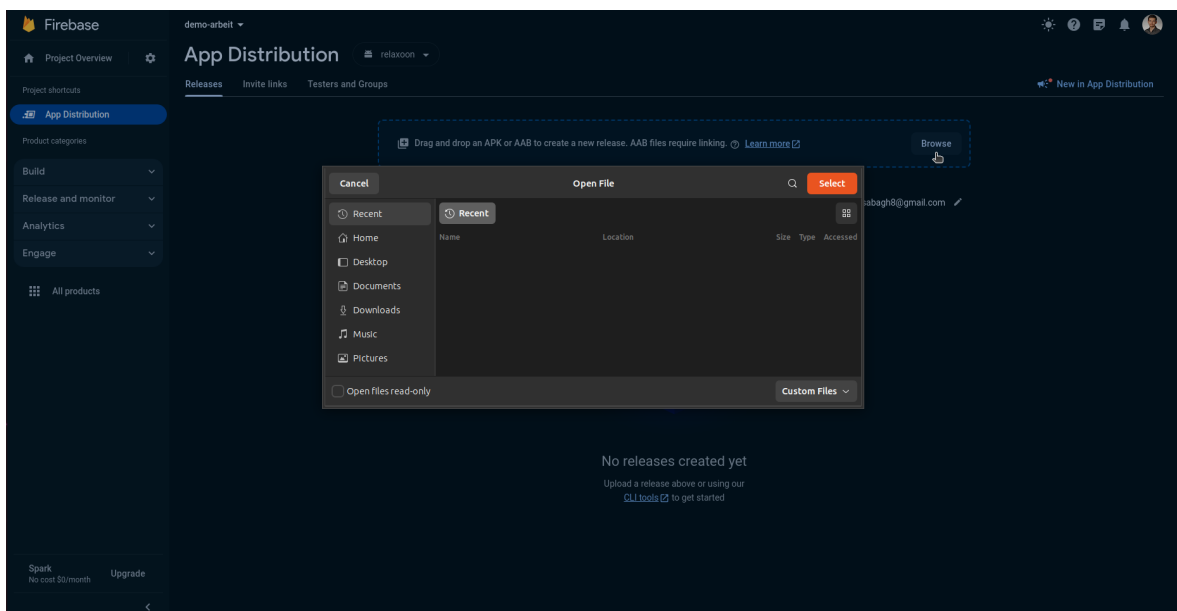 Firebase
demo-arbeit
Project Overview
App Distribution
relaxoon
Releases
Invite links
Testers and Groups
New in App Distribution
Project shortcuts
App Distribution
Product categories
Build
Release and monitor
Analytics
Engage
All products
Drag and drop an APK or AAB to create a new release. AAB files require linking.
Learn more
Browse
sabagh8@gmail.com
Cancel
Open File
Select
Recent
Home
Desktop
Documents
Downloads
Music
Pictures
Recent
Name
Location
Size
Type
Accessed
Open files read-only
Custom Files
No releases created yet
Upload a release above or using our
CLI tools to get started
Spark
No cost $0/month
Upgrade